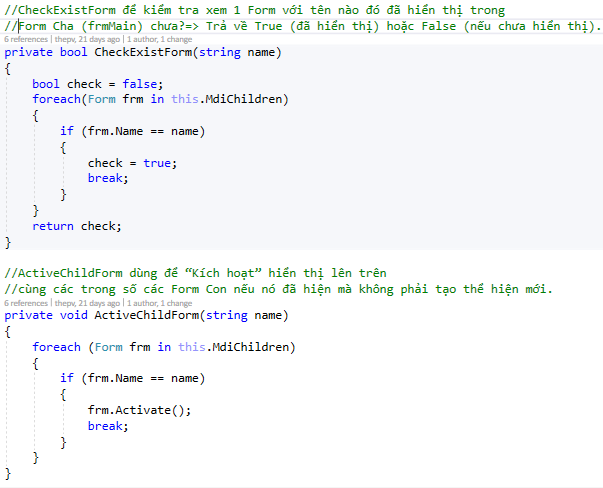 //CheckExistForm để kiểm tra xem 1 Form với tên nào đó đã hiển thị trong
//Form Cha (frmMain) chưa?=> Trả về True (đã hiển thị) hoặc False (nếu chưa hiển thị).
6 references | thepv, 21 days ago | 1 author, 1 change
private bool CheckExistForm(string name)
{
bool check = false;
foreach(Form frm in this.MdiChildren)
{
if (frm.Name == name)
{
check = true;
break;
}
}
return check;
}
//ActiveChildForm dùng để “Kích hoạt” hiển thị lên trên
//cùng các trong số các Form Con nếu nó đã hiện mà không phải tạo thể hiện mới.
6 references | thepv, 21 days ago | 1 author, 1 change
private void ActiveChildForm(string name)
{
foreach (Form frm in this.MdiChildren)
{
if (frm.Name == name)
{
frm.Activate();
break;
}
}
}